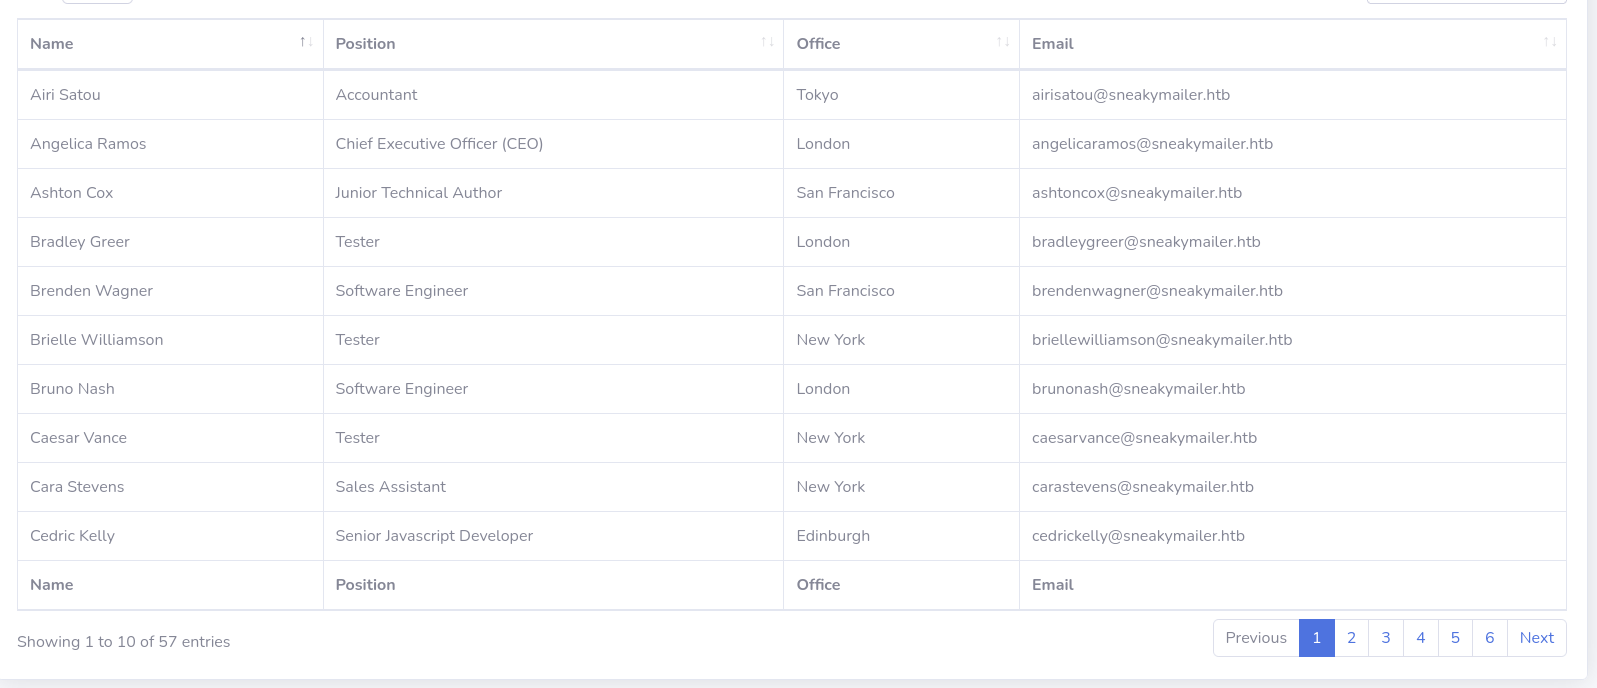 Name Position Office Email
Airi Satou Accountant Tokyo airisatou@sneakymailer.htb
Angelica Ramos Chief Executive Officer (CEO) London angelicaramos@sneakymailer.htb
Ashton Cox Junior Technical Author San Francisco ashtoncox@sneakymailer.htb
Bradley Greer Tester London bradleygreer@sneakymailer.htb
Brenden Wagner Software Engineer San Francisco brendenwagner@sneakymailer.htb
Brielle Williamson Tester New York briellewilliamson@sneakymailer.htb
Bruno Nash Software Engineer London brunonash@sneakymailer.htb
Caesar Vance Tester New York caesarvance@sneakymailer.htb
Cara Stevens Sales Assistant New York carastevens@sneakymailer.htb
Cedric Kelly Senior Javascript Developer Edinburgh cedrickelly@sneakymailer.htb
Name Position Office Email
Showing 1 to 10 of 57 entries Previous 1 2 3 4 5 6 Next